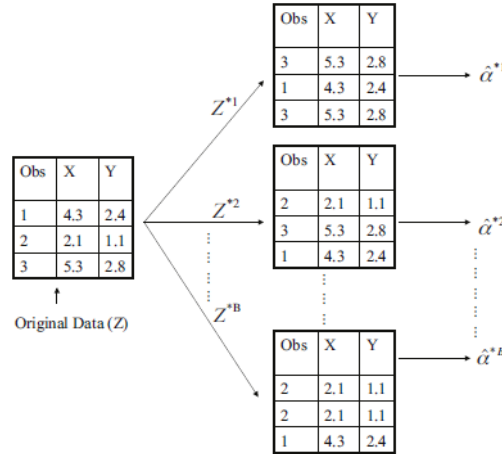 Obs X Y
3 5.3 2.8
1 4.3 2.4
3 5.3 2.8
α̂*
Z*1
Obs X Y
1 4.3 2.4
2 2.1 1.1
3 5.3 2.8
Original Data (Z)
Z*2
Obs X Y
2 2.1 1.1
3 5.3 2.8
1 4.3 2.4
α̂*2
Z*B
Obs X Y
2 2.1 1.1
2 2.1 1.1
1 4.3 2.4
α̂*B